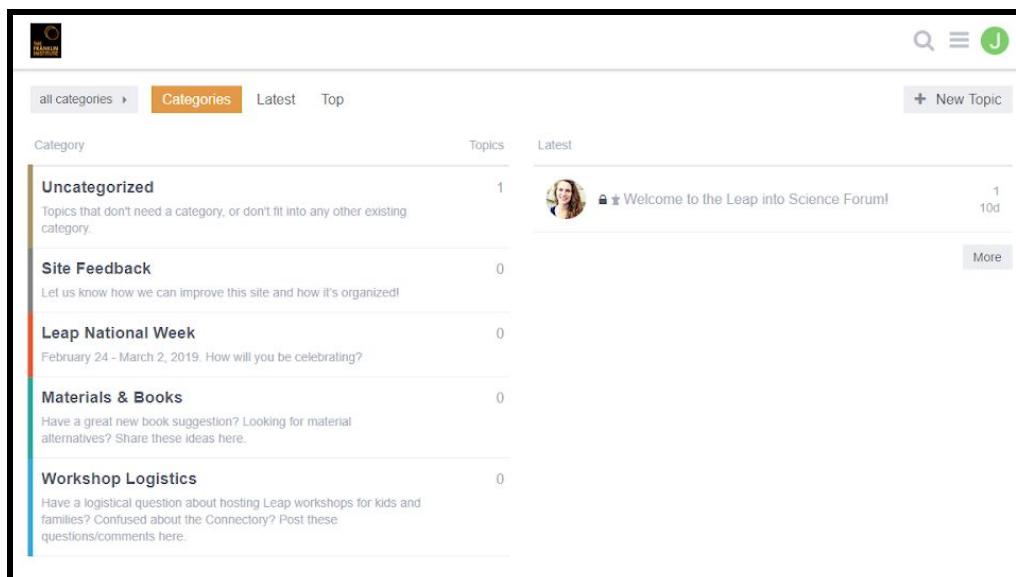 THE
FRANKLIN
INSTITUTE
J
all categories
Categories
Latest
Top
+ New Topic
Category
Topics
Latest
Uncategorized
1
Topics that don't need a category, or don't fit into any other existing
category.
Site Feedback
0
Let us know how we can improve this site and how it's organized!
Leap National Week
0
February 24 - March 2, 2019. How will you be celebrating?
Materials & Books
0
Have a great new book suggestion? Looking for material
alternatives? Share these ideas here.
Workshop Logistics
0
Have a logistical question about hosting Leap workshops for kids and
families? Confused about the Connectory? Post these
questions/comments here.
Welcome to the Leap into Science Forum!
1
10d
More